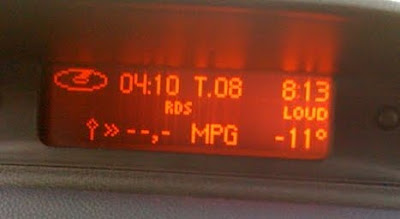 04:10 T.08 8:13
RDS LOUD
--,- MPG -11°